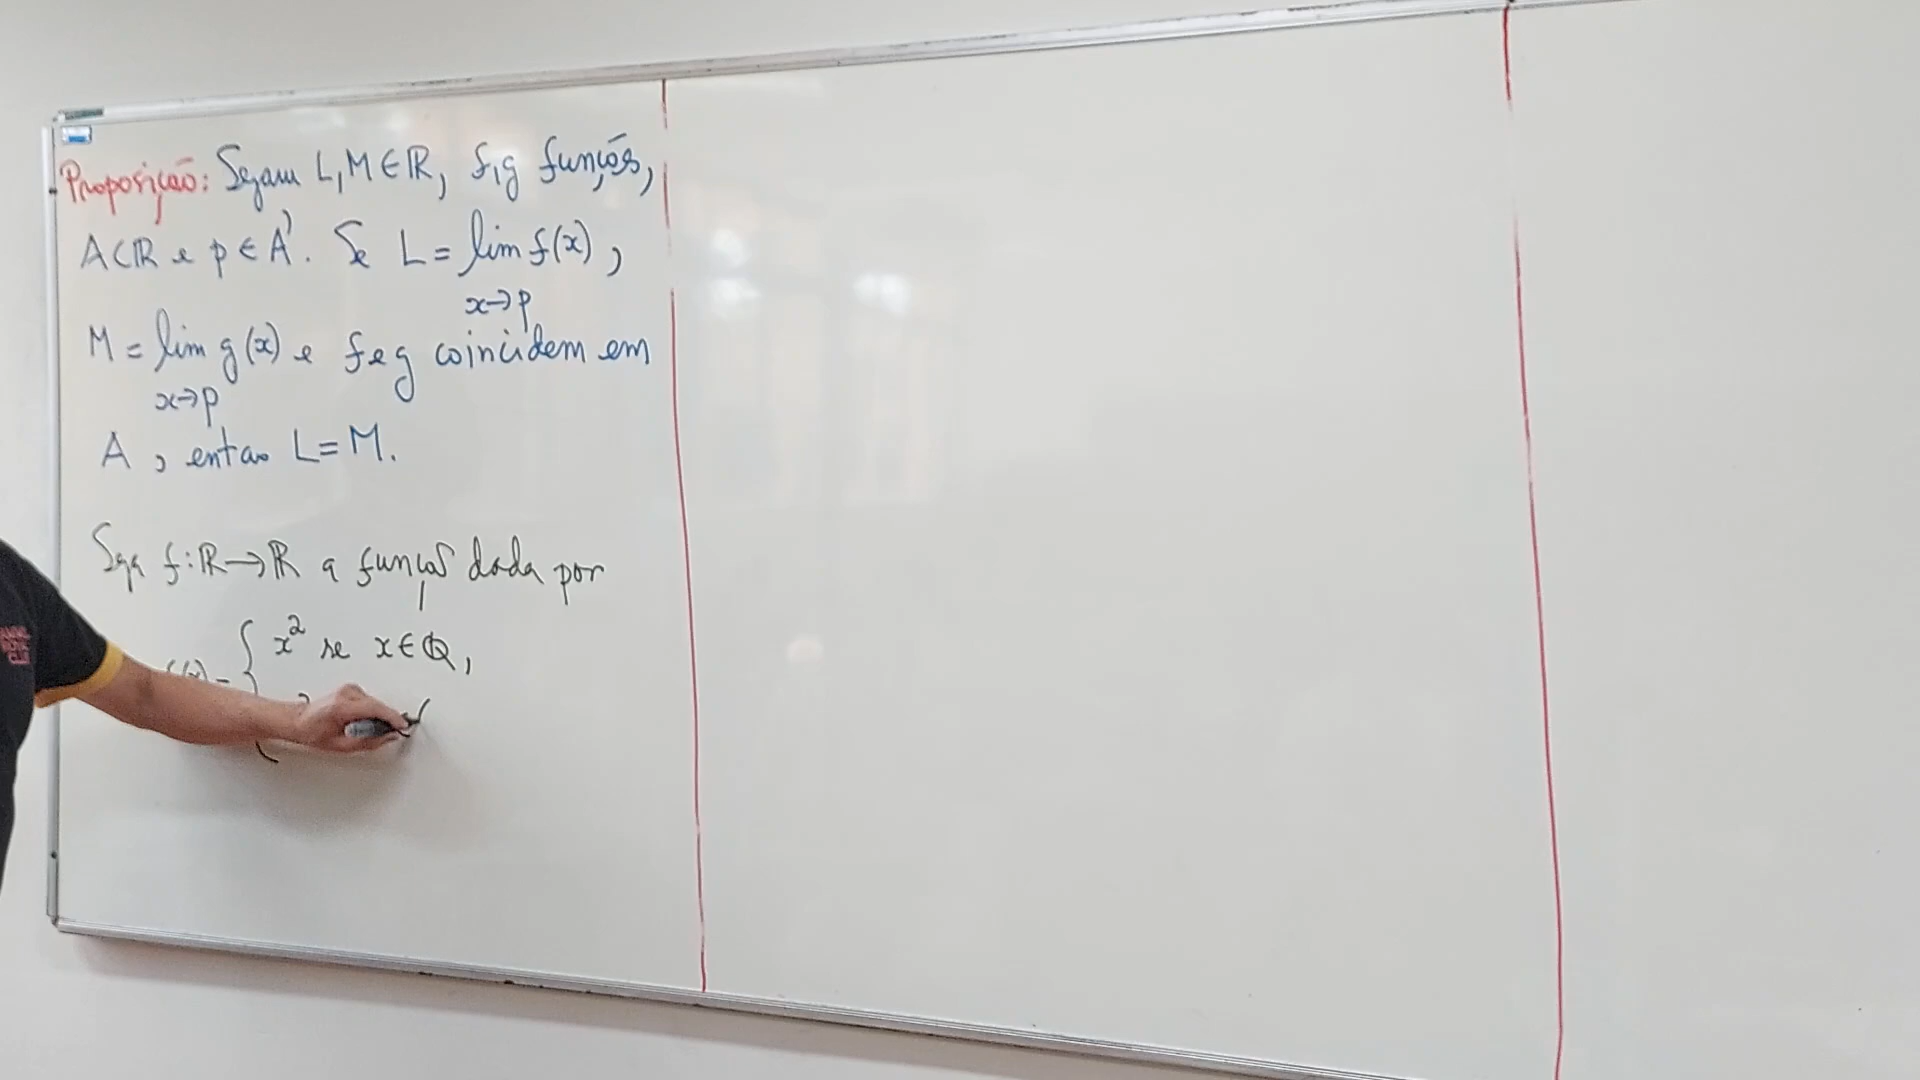 Proposição: Sejam L, M ∈ ℝ, f, g funções,
A ⊂ ℝ e p ∈ A'. Se L = lim f(x),
x→p
M = lim g(x) e f e g coincidem em
x→p
A, então L = M.
Seja f: ℝ → ℝ a função dada por
x² se x ∈ ℚ,